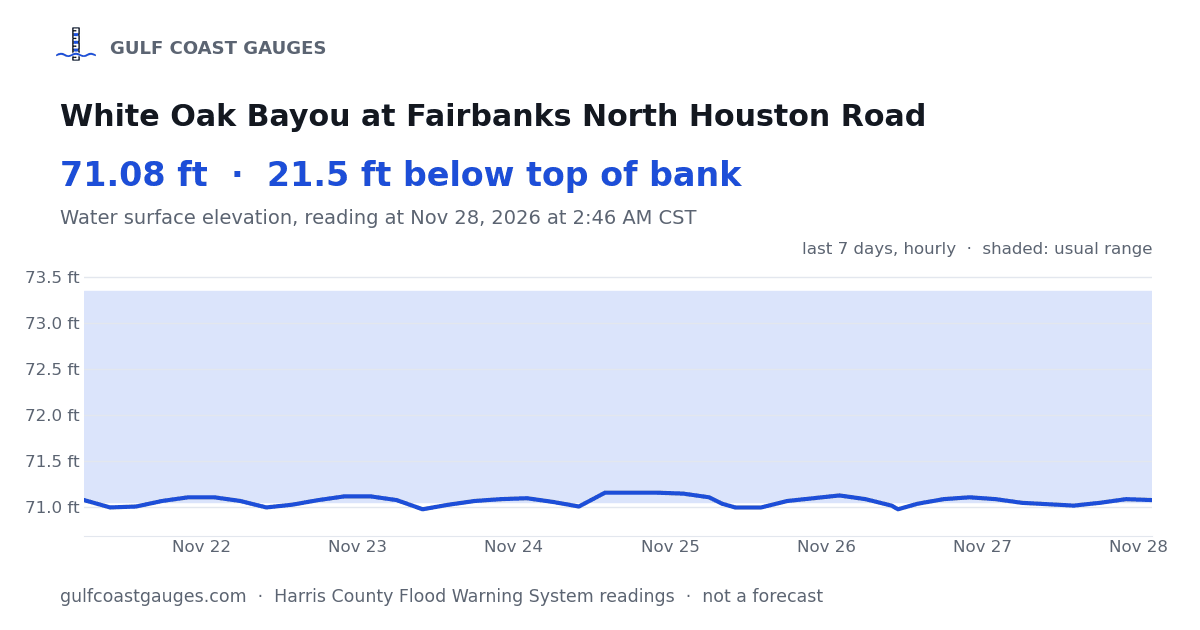 GULF COAST GAUGES
White Oak Bayou at Fairbanks North Houston Road
71.08 ft · 21.5 ft below top of bank
Water surface elevation, reading at Nov 28, 2026 at 2:46 AM CST
last 7 days, hourly · shaded: usual range
73.5 ft
73.0 ft
72.5 ft
72.0 ft
71.5 ft
71.0 ft
Nov 22 Nov 23 Nov 24 Nov 25 Nov 26 Nov 27 Nov 28
gulfcoastgauges.com · Harris County Flood Warning System readings · not a forecast